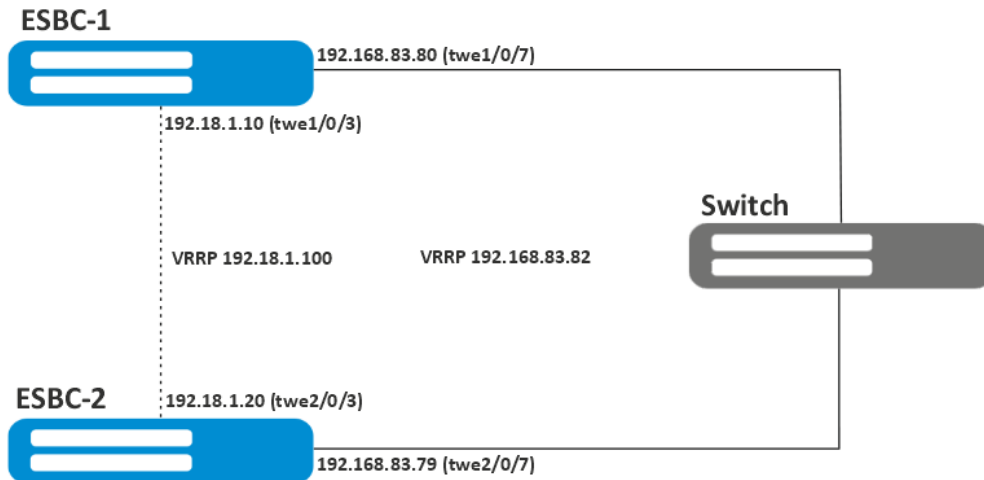 ESBC-1
192.168.83.80 (twe1/0/7)
192.18.1.10 (twe1/0/3)
Switch
VRRP 192.18.1.100
VRRP 192.168.83.82
ESBC-2
192.18.1.20 (twe2/0/3)
192.168.83.79 (twe2/0/7)